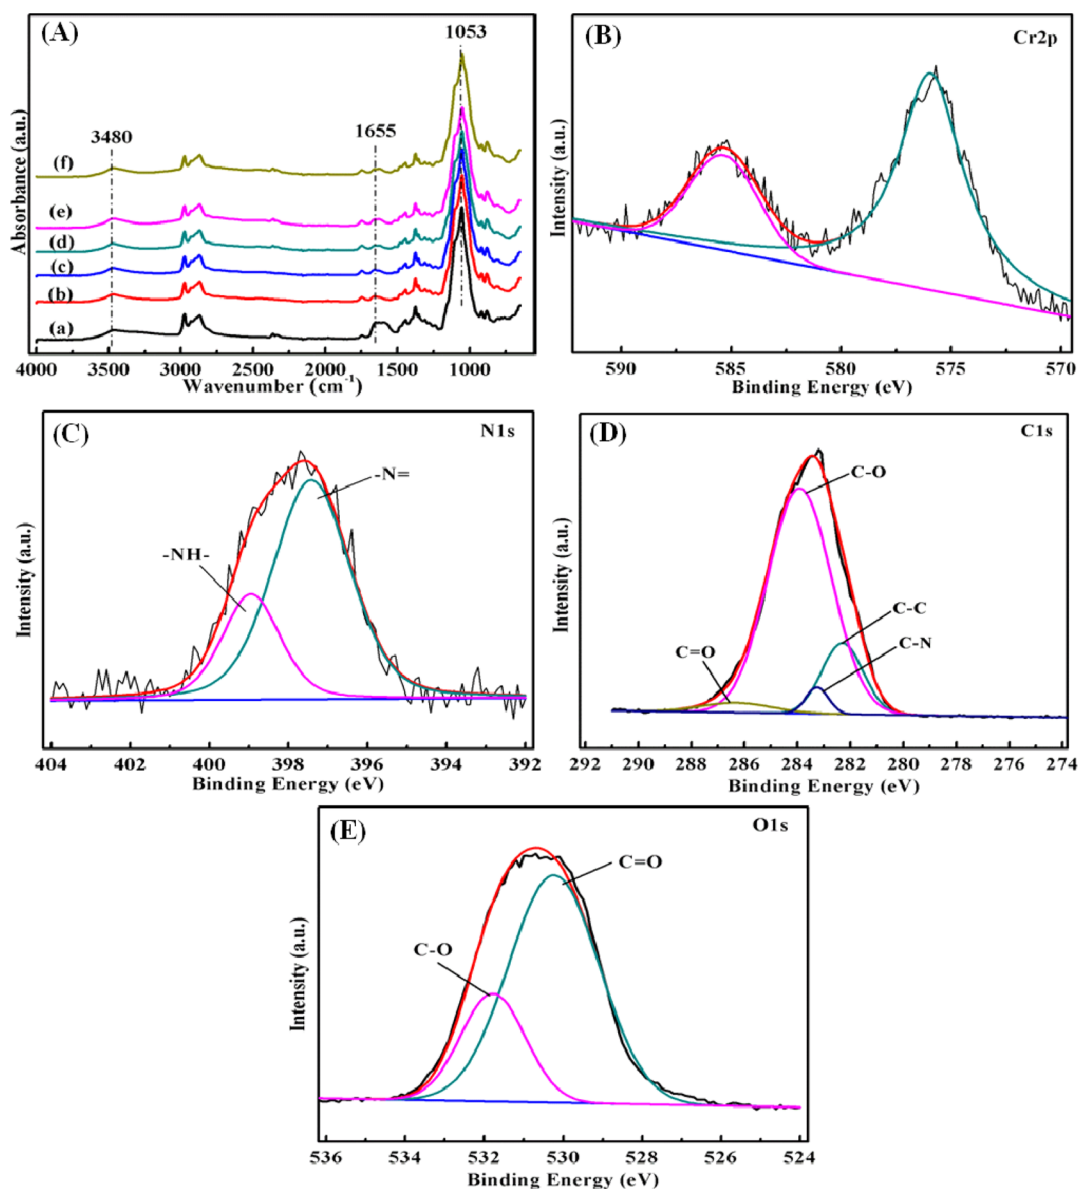 (A)
1053
3480
1655
(f)
(e)
(d)
(c)
(b)
(a)
Absorbance (a.u.)
4000 3500 3000 2500 2000 1500 1000
Wavenumber (cm⁻¹)
(B)
Cr2p
Intensity (a.u.)
590 585 580 575 570
Binding Energy (eV)
(C)
N1s
-N=
-NH-
Intensity (a.u.)
404 402 400 398 396 394 392
Binding Energy (eV)
(D)
C1s
C-O
C-C
C-N
C=O
Intensity (a.u.)
292 290 288 286 284 282 280 278 276 274
Binding Energy (eV)
(E)
O1s
C=O
C-O
Intensity (a.u.)
536 534 532 530 528 526 524
Binding Energy (eV)